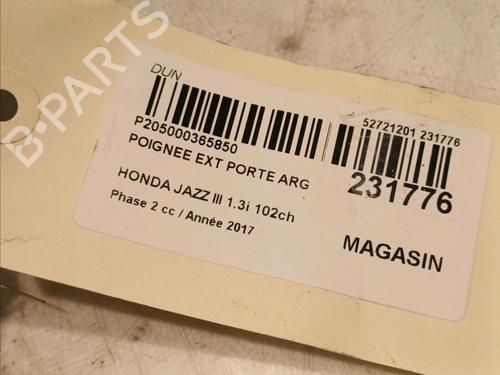 B-PARTS
DUN
P205000365850
52721201 231776
POIGNEE EXT PORTE ARG
231776
HONDA JAZZ III 1.3i 102ch
Phase 2 cc / Année 2017
MAGASIN